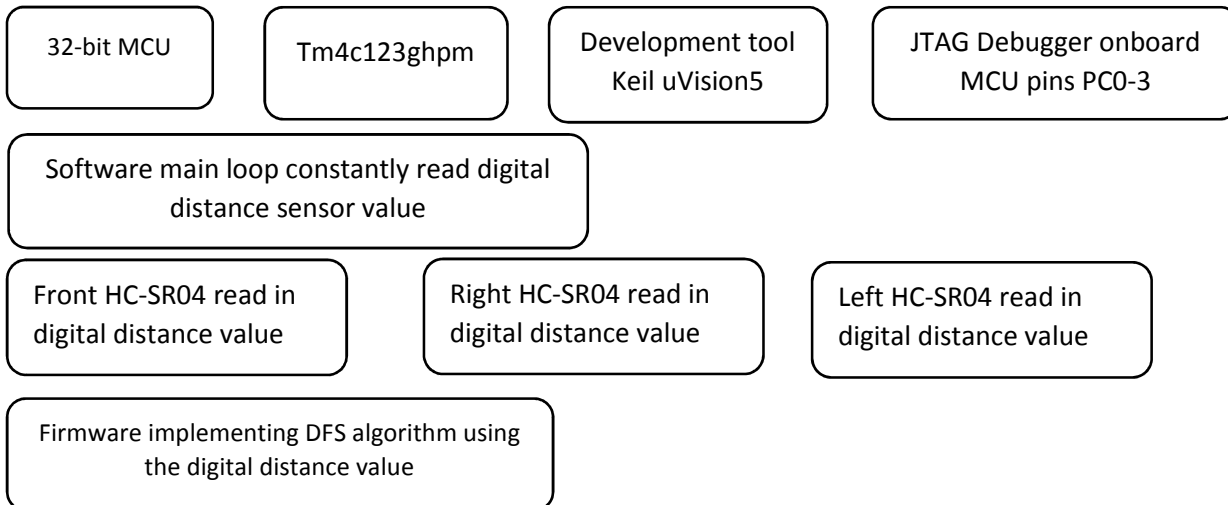 32-bit MCU
Tm4c123ghpm
Development tool
Keil uVision5
JTAG Debugger onboard
MCU pins PC0-3
Software main loop constantly read digital
distance sensor value
Front HC-SR04 read in
digital distance value
Right HC-SR04 read in
digital distance value
Left HC-SR04 read in
digital distance value
Firmware implementing DFS algorithm using
the digital distance value